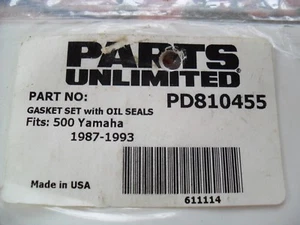 PARTS
UNLIMITED
PART NO: PD810455
GASKET SET with OIL SEALS
Fits: 500 Yamaha
1987-1993
Made in USA
611114